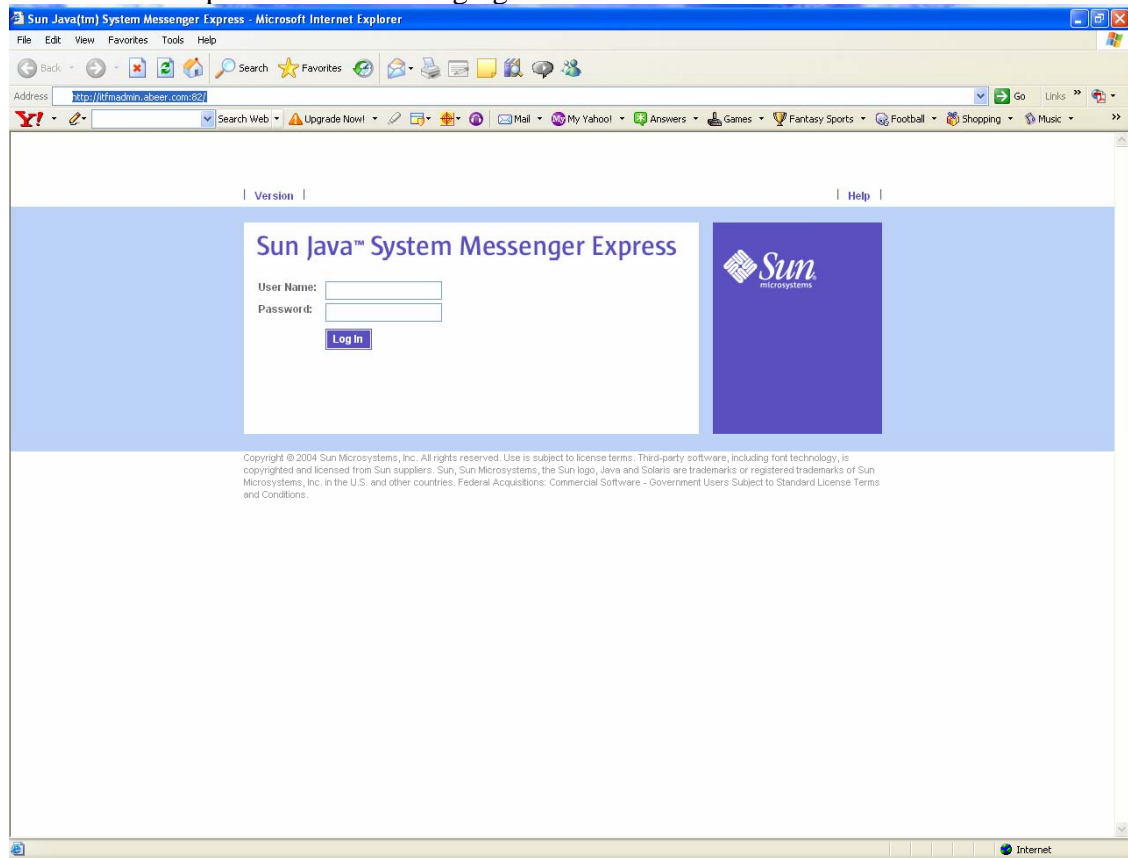 Sun Java(tm) System Messenger Express - Microsoft Internet Explorer
File Edit View Favorites Tools Help
Back Search Favorites
Address http://itfmadmin.abeer.com:82/ Go Links »
Y! Search Web Upgrade Now! Mail My Yahoo! Answers Games Fantasy Sports Football Shopping Music »
| Version | | Help |
Sun Java™ System Messenger Express
Sun
microsystems
User Name:
Password:
Log In
Copyright © 2004 Sun Microsystems, Inc. All rights reserved. Use is subject to license terms. Third-party software, including font technology, is
copyrighted and licensed from Sun suppliers. Sun, Sun Microsystems, the Sun logo, Java and Solaris are trademarks or registered trademarks of Sun
Microsystems, Inc. in the U.S. and other countries. Federal Acquisitions: Commercial Software - Government Users Subject to Standard License Terms
and Conditions.
Internet